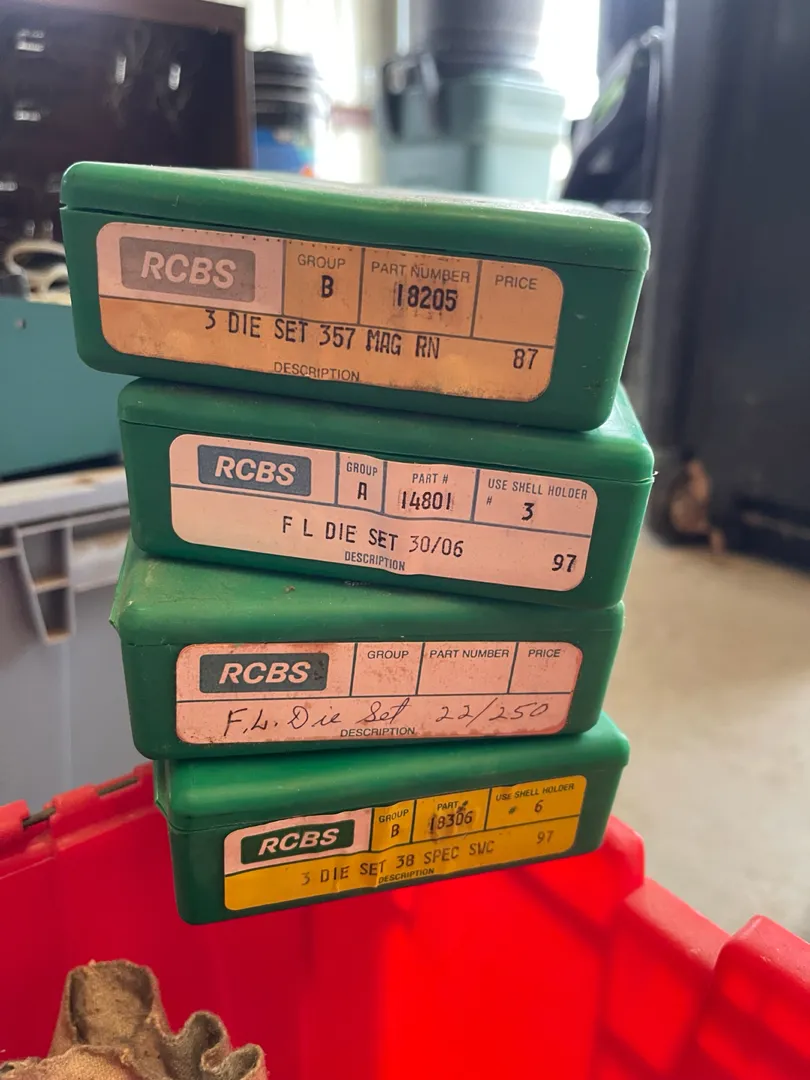 RCBS GROUP B PART NUMBER 18205 PRICE
3 DIE SET 357 MAG RN 87
DESCRIPTION
RCBS GROUP A PART # 14801 USE SHELL HOLDER # 3
F L DIE SET 30/06 97
DESCRIPTION
RCBS GROUP PART NUMBER PRICE
F.L. Die Set 22/250
DESCRIPTION
RCBS GROUP B PART # 18306 USE SHELL HOLDER # 6
3 DIE SET 38 SPEC SWC 97
DESCRIPTION